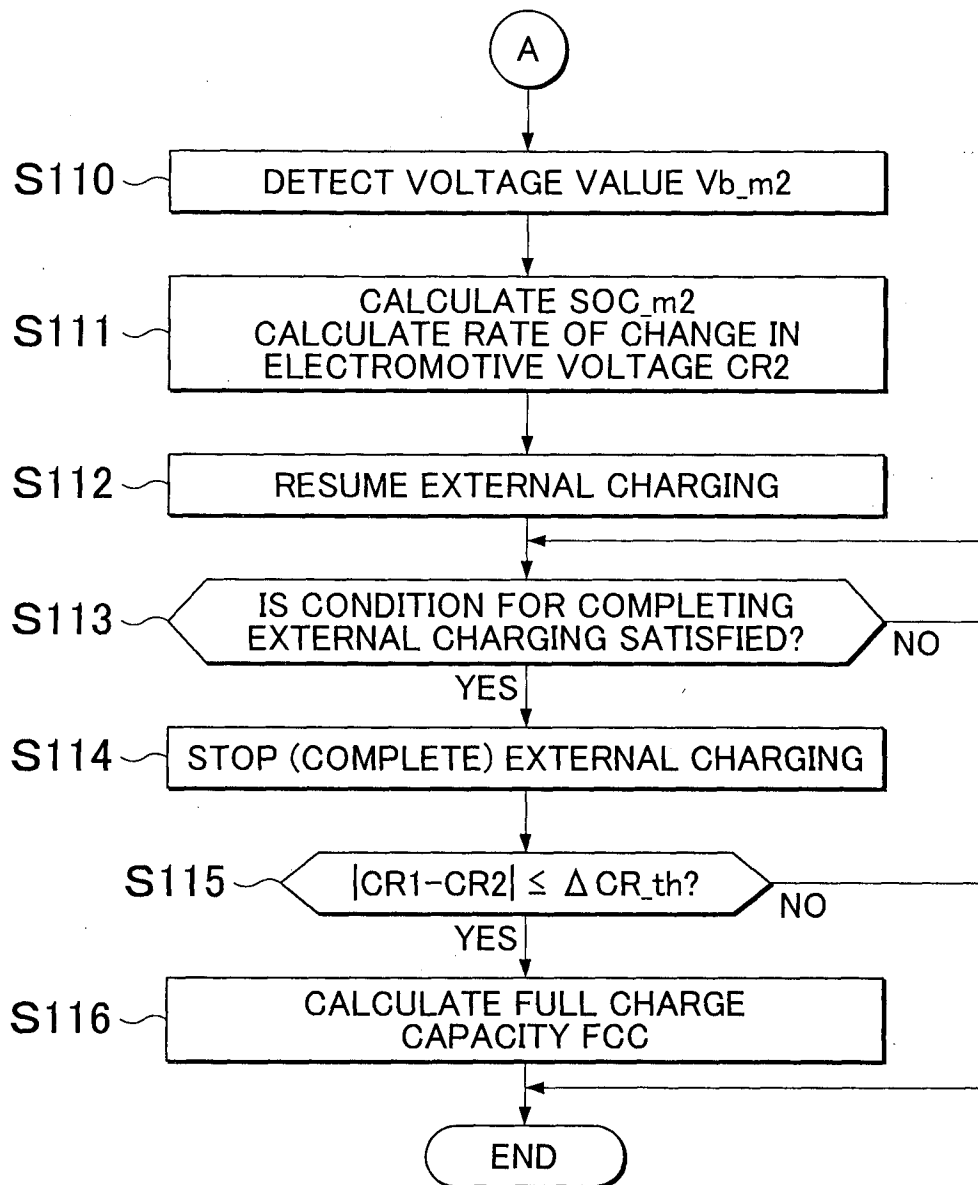 A
S110
DETECT VOLTAGE VALUE Vb_m2
S111
CALCULATE SOC_m2
CALCULATE RATE OF CHANGE IN
ELECTROMOTIVE VOLTAGE CR2
S112
RESUME EXTERNAL CHARGING
S113
IS CONDITION FOR COMPLETING
EXTERNAL CHARGING SATISFIED?
NO
YES
S114
STOP (COMPLETE) EXTERNAL CHARGING
S115
|CR1-CR2| ≤ Δ CR_th?
NO
YES
S116
CALCULATE FULL CHARGE
CAPACITY FCC
END